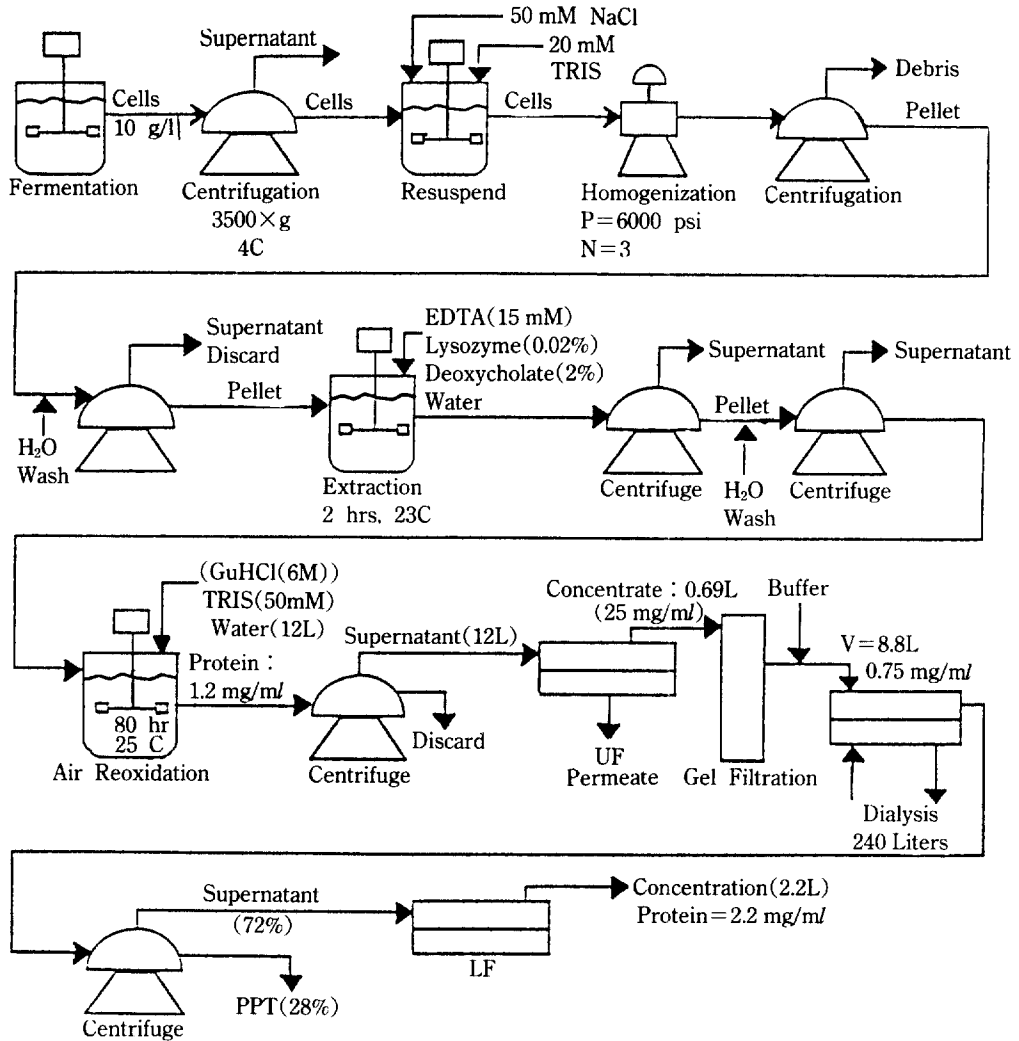 50 mM NaCl
20 mM
TRIS
Supernatant
Cells
10 g/l
Cells
Cells
Debris
Pellet
Fermentation
Centrifugation
3500×g
4C
Resuspend
Homogenization
P=6000 psi
N=3
Centrifugation
H₂O
Wash
Supernatant
Discard
Pellet
EDTA(15 mM)
Lysozyme(0.02%)
Deoxycholate(2%)
Water
Extraction
2 hrs, 23C
Supernatant
Centrifuge
Pellet
H₂O
Wash
Supernatant
Centrifuge
(GuHCl(6M))
TRIS(50mM)
Water(12L)
80 hr
25 C
Air Reoxidation
Protein :
1.2 mg/ml
Supernatant(12L)
Centrifuge
Discard
Concentrate : 0.69L
(25 mg/ml)
UF
Permeate
Gel Filtration
Buffer
V=8.8L
0.75 mg/ml
Dialysis
240 Liters
Supernatant
(72%)
PPT(28%)
Centrifuge
LF
Concentration(2.2L)
Protein=2.2 mg/ml